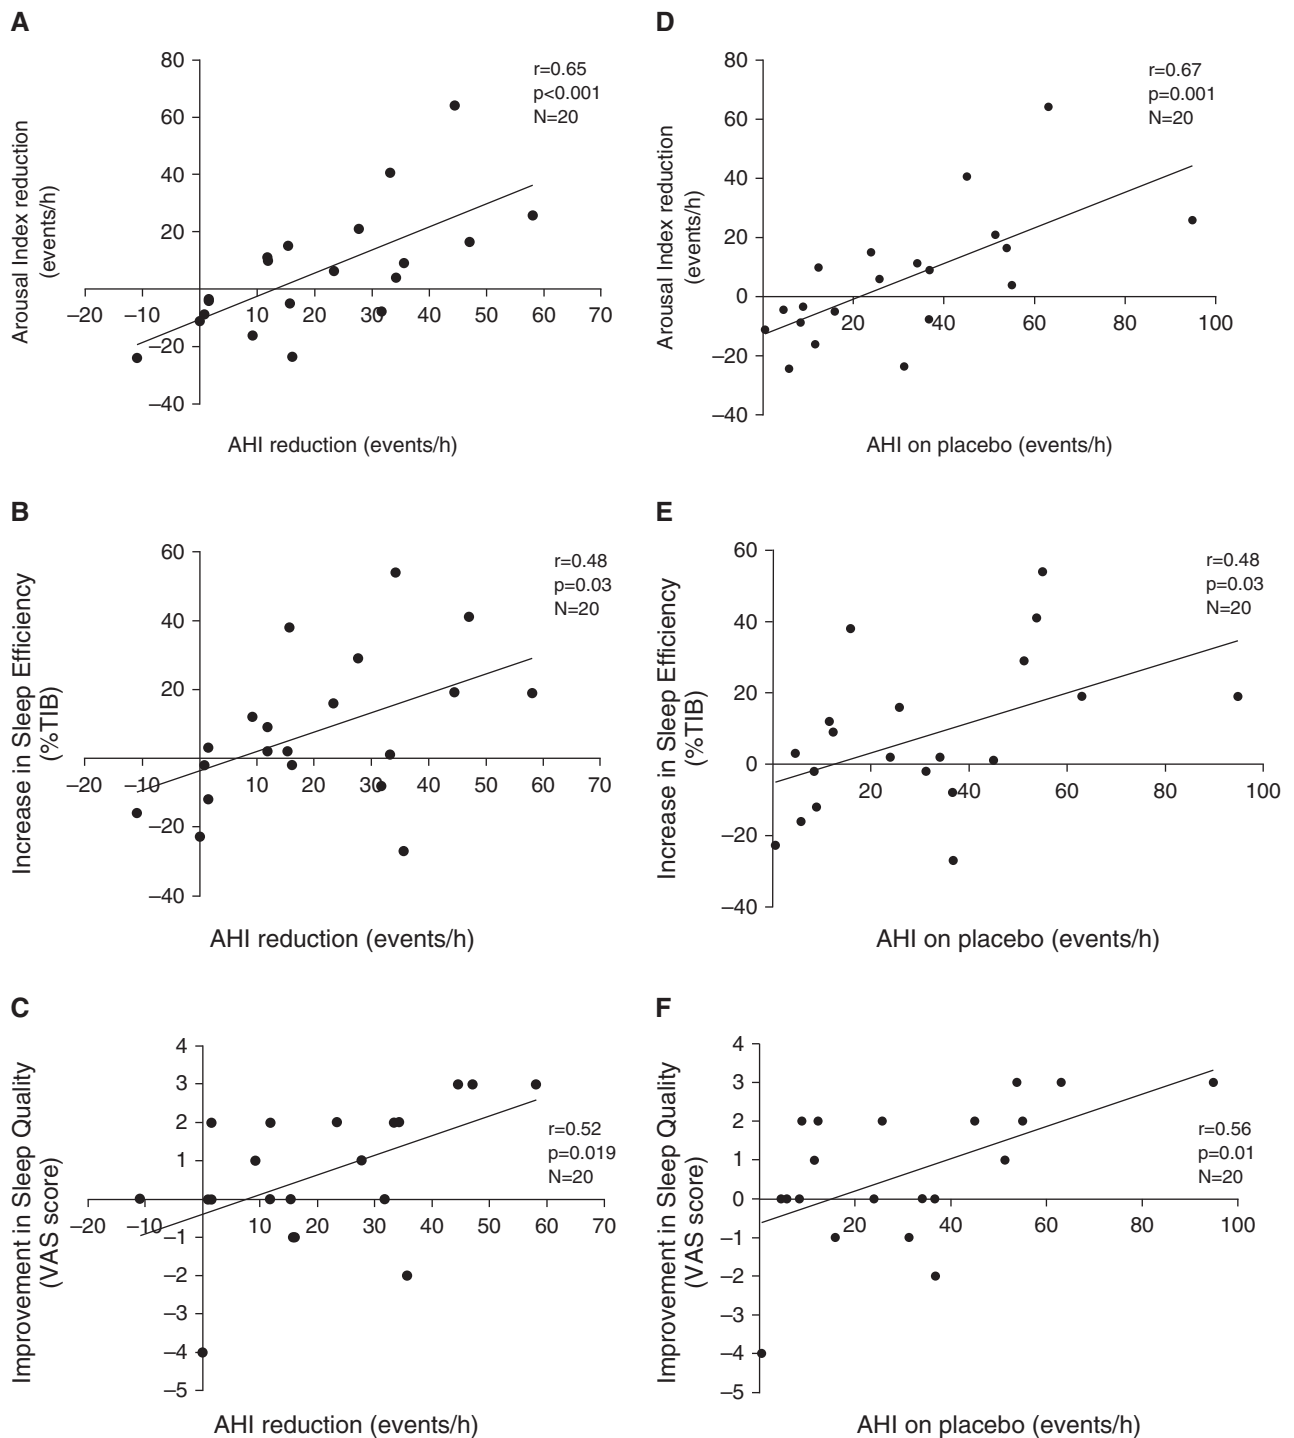 A
80
60
40
20
–20
–40
–20
–10
10
20
30
40
50
60
70
r=0.65
p<0.001
N=20
Arousal Index reduction
(events/h)
AHI reduction (events/h)
D
80
60
40
20
0
–20
–40
20
40
60
80
100
r=0.67
p=0.001
N=20
Arousal Index reduction
(events/h)
AHI on placebo (events/h)
B
60
40
20
–20
–40
–20
–10
10
20
30
40
50
60
70
r=0.48
p=0.03
N=20
Increase in Sleep Efficiency
(%TIB)
AHI reduction (events/h)
E
60
40
20
0
–20
–40
20
40
60
80
100
r=0.48
p=0.03
N=20
Increase in Sleep Efficiency
(%TIB)
AHI on placebo (events/h)
C
4
3
2
1
–1
–2
–3
–4
–5
–20
–10
10
20
30
40
50
60
70
r=0.52
p=0.019
N=20
Improvement in Sleep Quality
(VAS score)
AHI reduction (events/h)
F
4
3
2
1
0
–1
–2
–3
–4
–5
20
40
60
80
100
r=0.56
p=0.01
N=20
Improvement in Sleep Quality
(VAS score)
AHI on placebo (events/h)